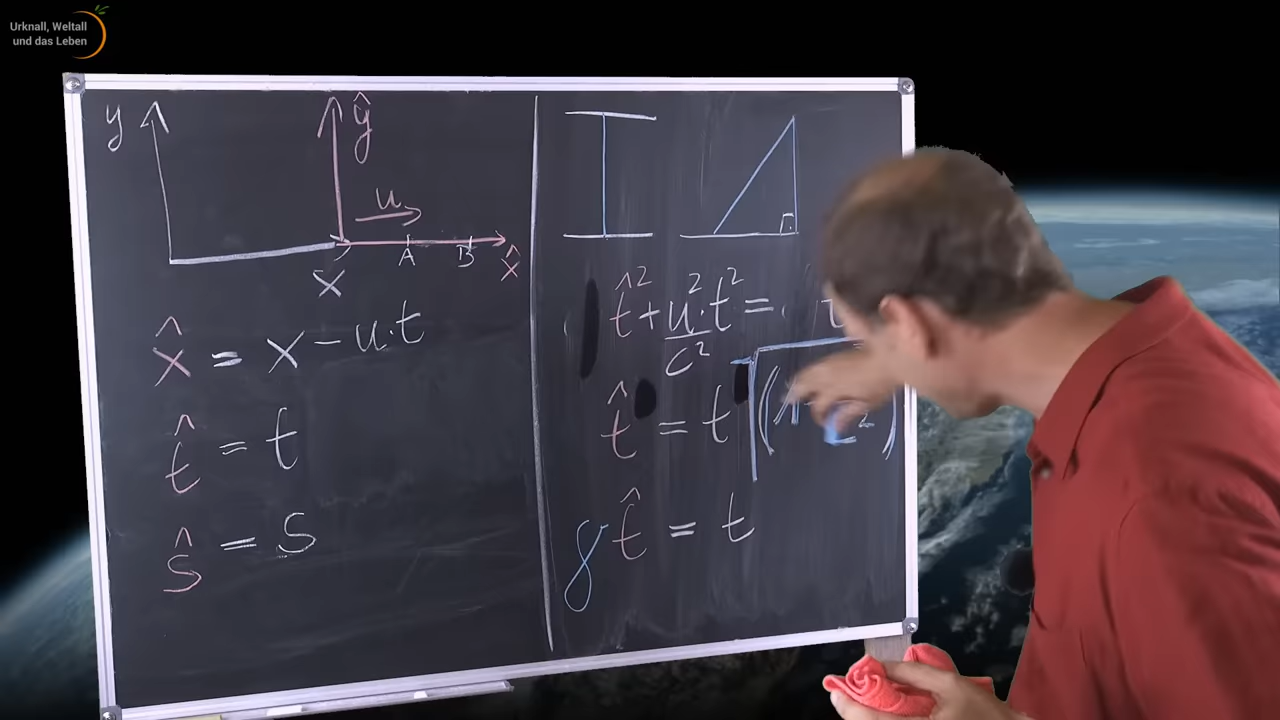 Urknall, Weltall
und das Leben
y
ŷ
u
x
A
B
x̂
x̂ = x - u·t
t̂ = t
ŝ = s
t̂² + u²/c² · t² =
t̂ = t √(
γ t̂ = t